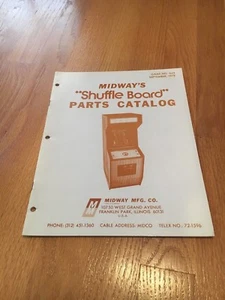 MIDWAY'S
"Shuffle Board"
PARTS CATALOG
M
MIDWAY MFG. CO.
10750 WEST GRAND AVENUE
FRANKLIN PARK, ILLINOIS 60131
U.S.A.
PHONE: (312) 451-1360 CABLE ADDRESS: MIDCO TELEX NO.: 72-1596